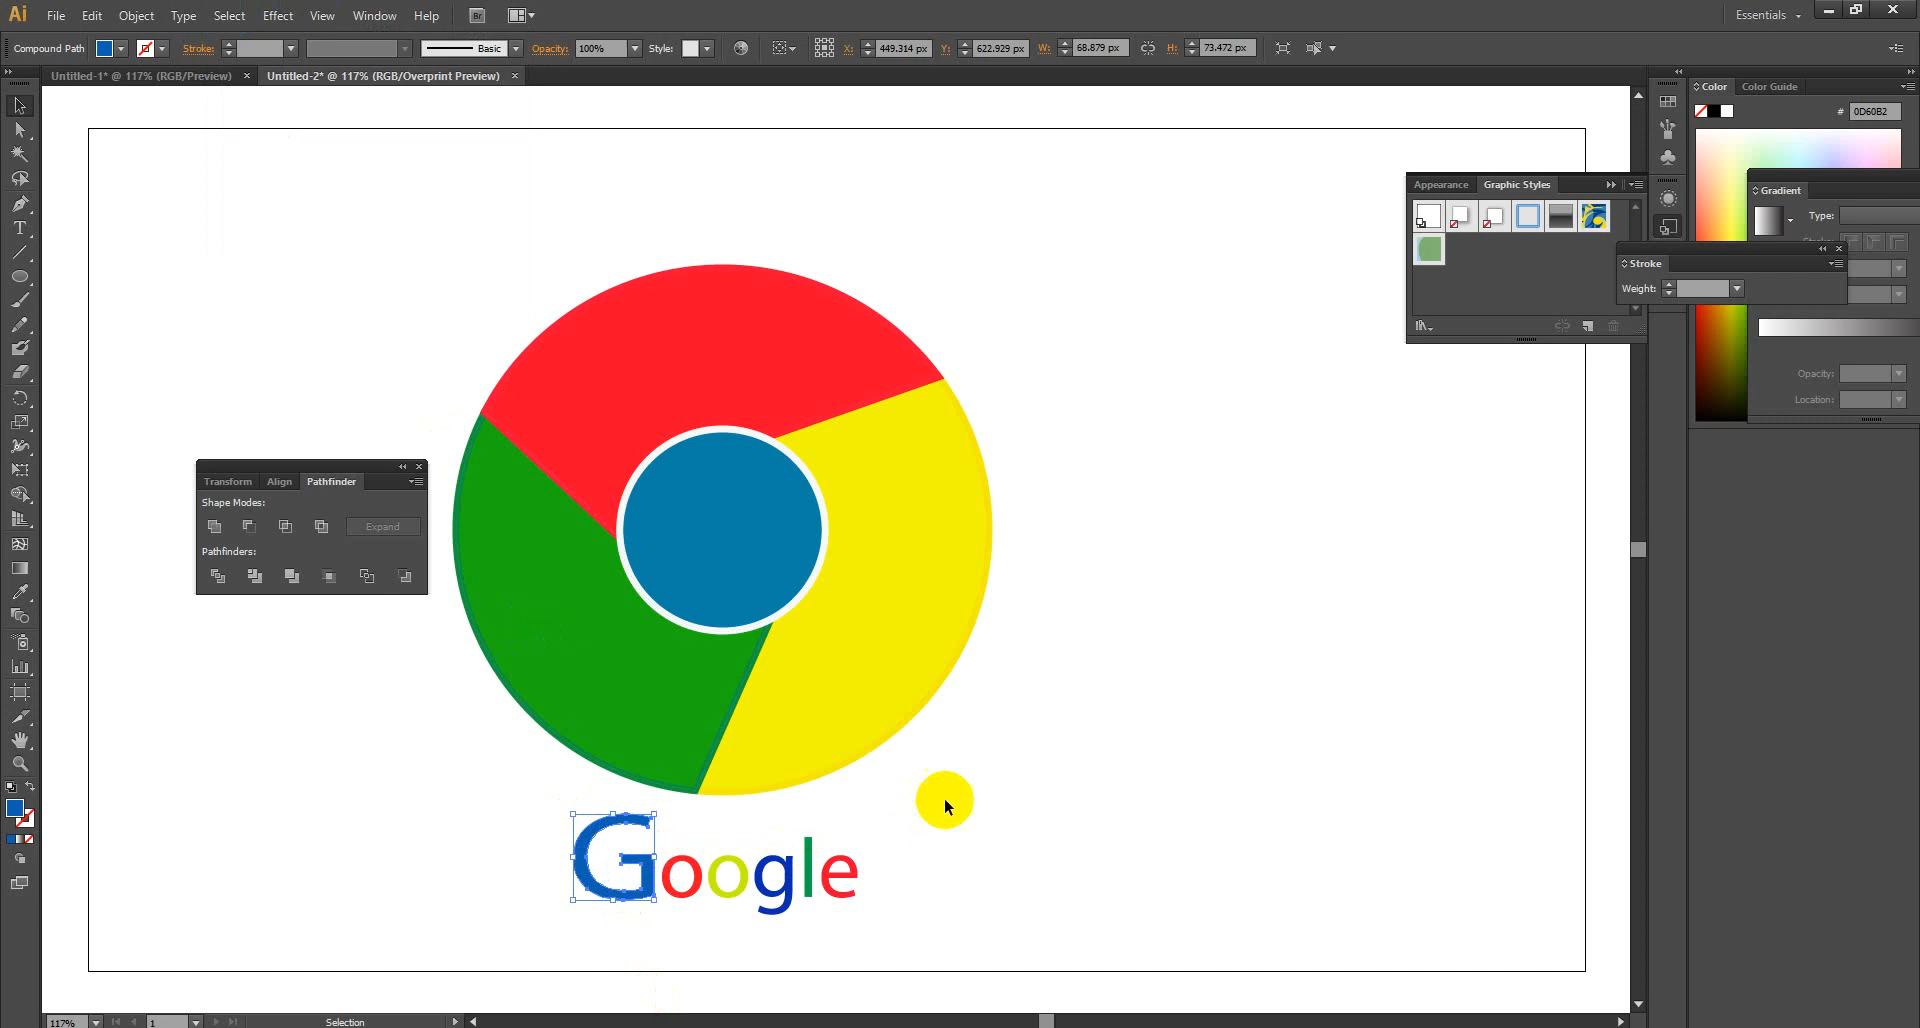 Ai File Edit Object Type Select Effect View Window Help Br Essentials
Compound Path Stroke: Basic Opacity: 100% Style: X: 449.314 px Y: 622.929 px W: 68.879 px H: 73.472 px
Untitled-1* @ 117% (RGB/Preview) × Untitled-2* @ 117% (RGB/Overprint Preview) ×
Color Color Guide
# 0D60B2
Appearance Graphic Styles
Gradient
Type:
Stroke:
Stroke
Weight:
Opacity:
Location:
Transform Align Pathfinder
Shape Modes:
Expand
Pathfinders:
Google
117% 1 Selection